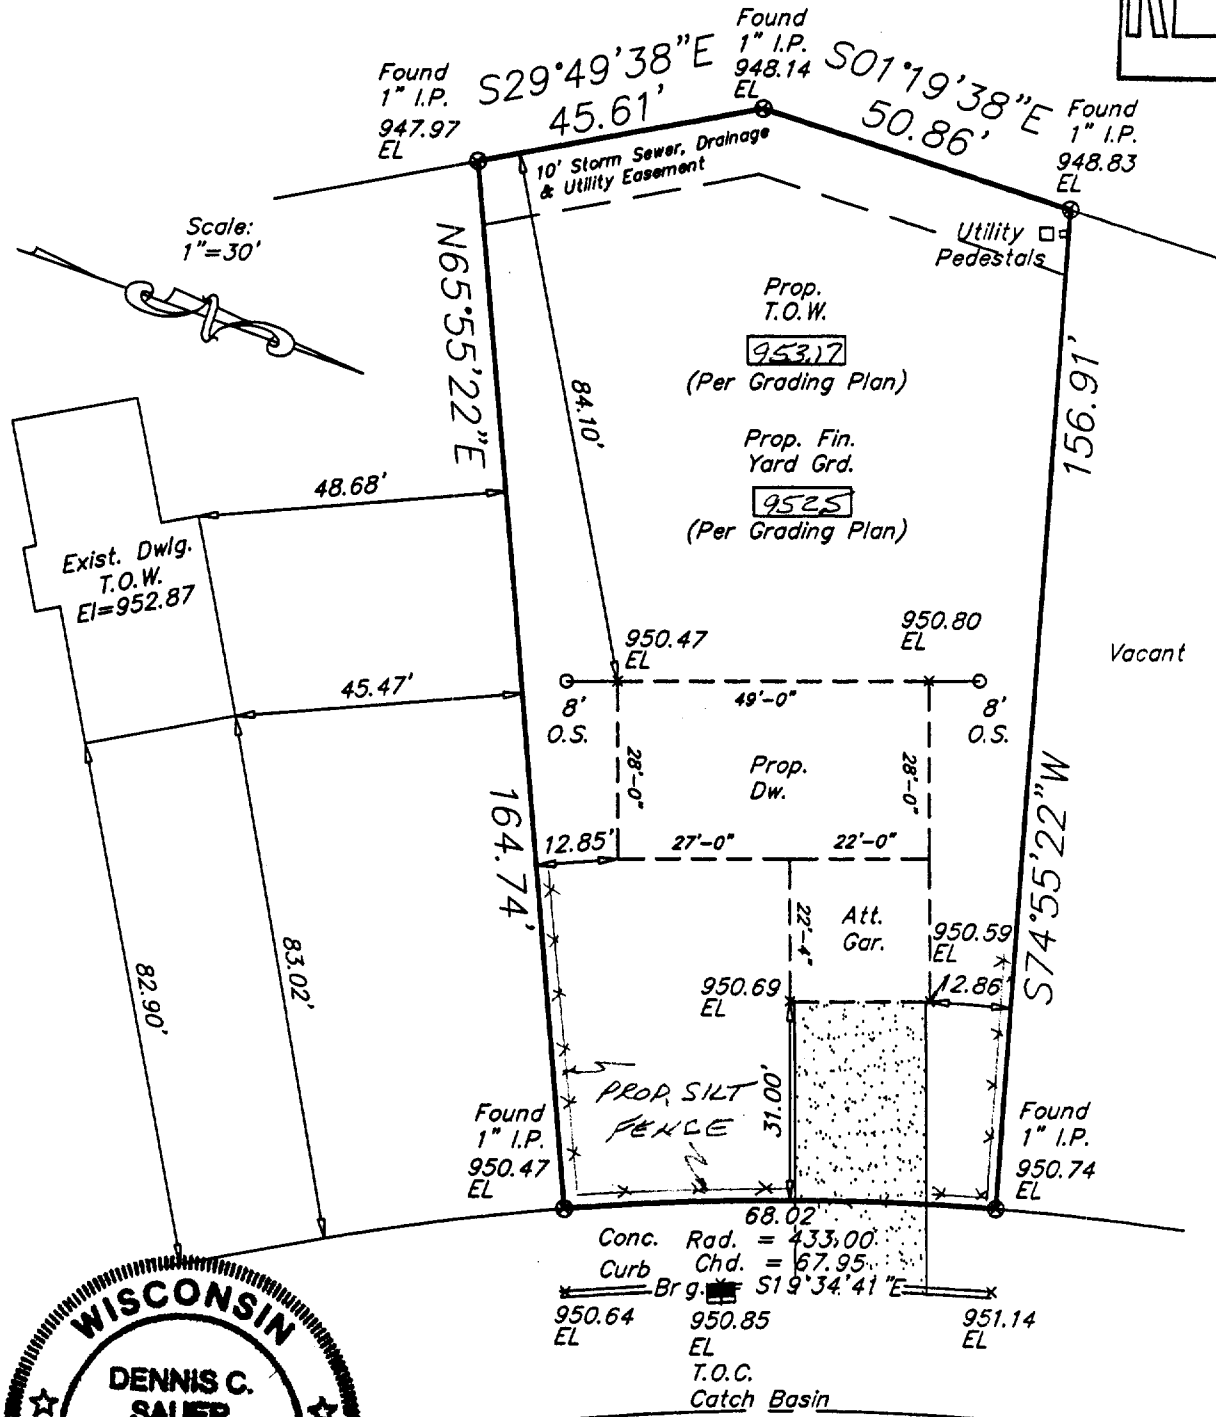 Found
1" I.P.
948.14
EL
Found
1" I.P.
947.97
EL
S29°49'38"E
45.61'
S01°19'38"E
50.86'
Found
1" I.P.
948.83
EL
10' Storm Sewer, Drainage
& Utility Easement
Scale:
1"=30'
Utility
Pedestals
N65°55'22"E
164.74'
Prop.
T.O.W.
953.17
(Per Grading Plan)
84.10'
156.91'
Prop. Fin.
Yard Grd.
952.5
(Per Grading Plan)
48.68'
Exist. Dwlg.
T.O.W.
El=952.87
950.47
EL
950.80
EL
Vacant
45.47'
8'
O.S.
49'-0"
8'
O.S.
28'-0"
Prop.
Dw.
28'-0"
S74°55'22"W
12.85'
27'-0"
22'-0"
22'-4"
Att.
Gar.
950.59
EL
82.90'
83.02'
950.69
EL
12.86'
31.00'
PROP. SILT
FENCE
Found
1" I.P.
950.47
EL
Found
1" I.P.
950.74
EL
68.02
Conc.
Curb
Rad. = 433.00
Chd. = 67.95
Brg. = S19°34'41"E
950.64
EL
950.85
EL
T.O.C.
Catch Basin
951.14
EL
WISCONSIN
DENNIS C.
SAUER